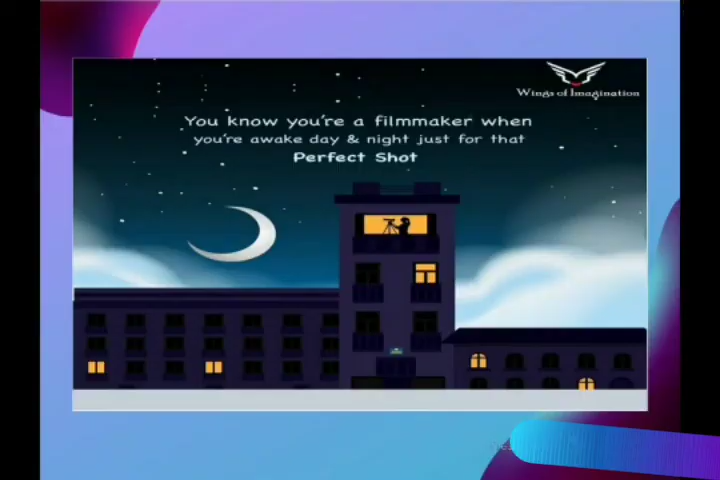 Wings of Imagination
You know you're a filmmaker when
you're awake day & night just for that
Perfect Shot